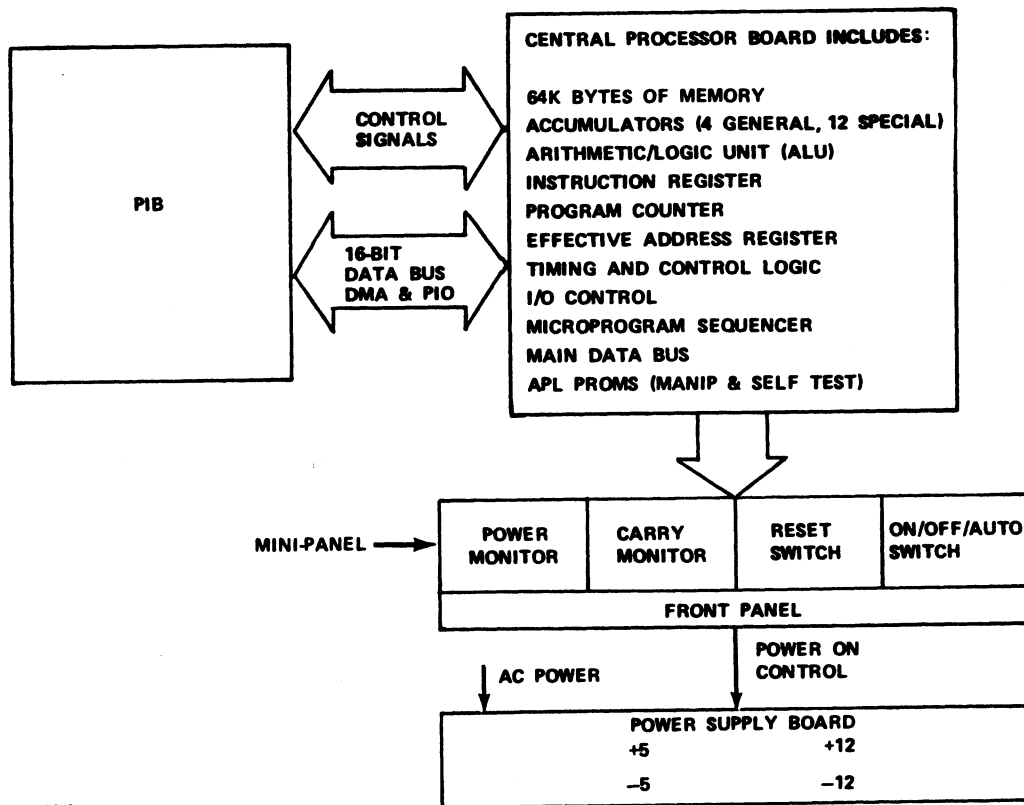 PIB
CONTROL
SIGNALS
16-BIT
DATA BUS
DMA & PIO
CENTRAL PROCESSOR BOARD INCLUDES:
64K BYTES OF MEMORY
ACCUMULATORS (4 GENERAL, 12 SPECIAL)
ARITHMETIC/LOGIC UNIT (ALU)
INSTRUCTION REGISTER
PROGRAM COUNTER
EFFECTIVE ADDRESS REGISTER
TIMING AND CONTROL LOGIC
I/O CONTROL
MICROPROGRAM SEQUENCER
MAIN DATA BUS
APL PROMS (MANIP & SELF TEST)
MINI-PANEL
POWER
MONITOR
CARRY
MONITOR
RESET
SWITCH
ON/OFF/AUTO
SWITCH
FRONT PANEL
AC POWER
POWER ON
CONTROL
POWER SUPPLY BOARD
+5 +12
−5 −12